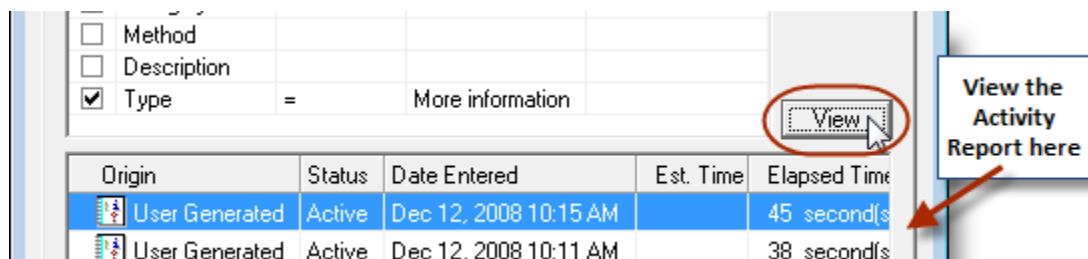 Method
Description
Type = More information
View
View the
Activity
Report here
Origin Status Date Entered Est. Time Elapsed Time
User Generated Active Dec 12, 2008 10:15 AM 45 second(s
User Generated Active Dec 12, 2008 10:11 AM 38 second(s